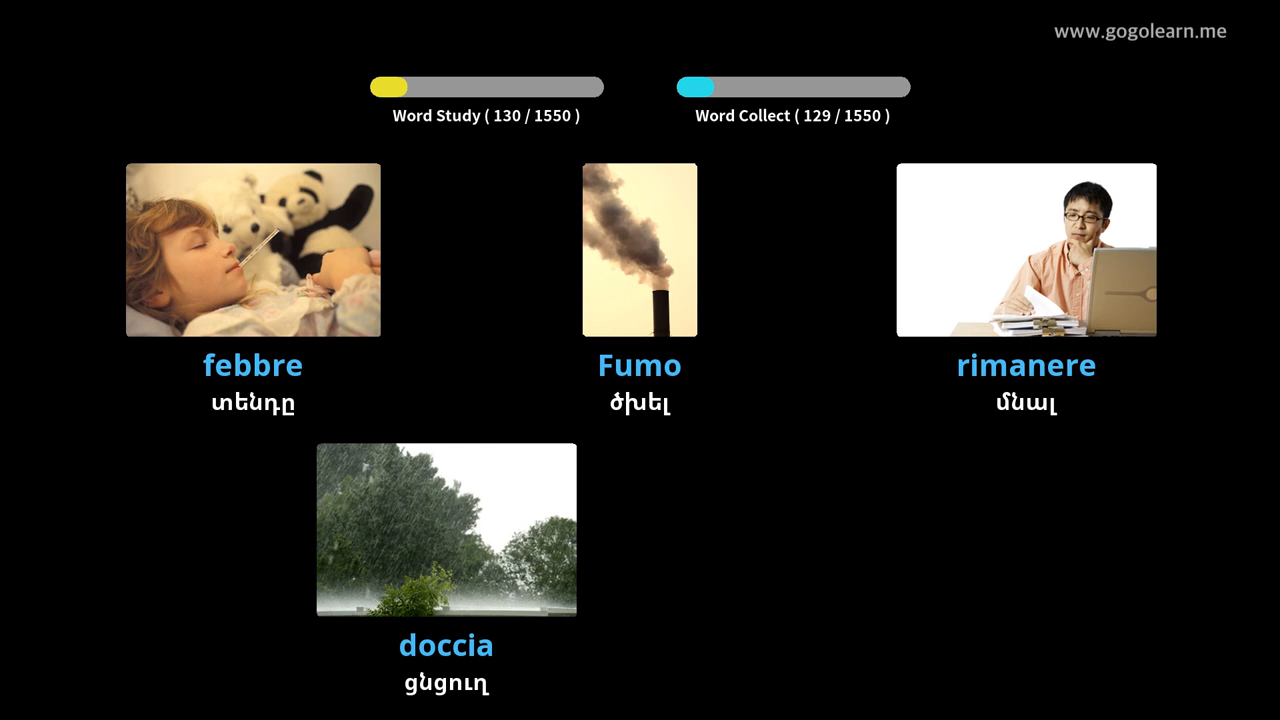 www.gogolearn.me
Word Study ( 130 / 1550 )
Word Collect ( 129 / 1550 )
febbre
տենդը
Fumo
ծխել
rimanere
մնալ
doccia
ցնցուղ